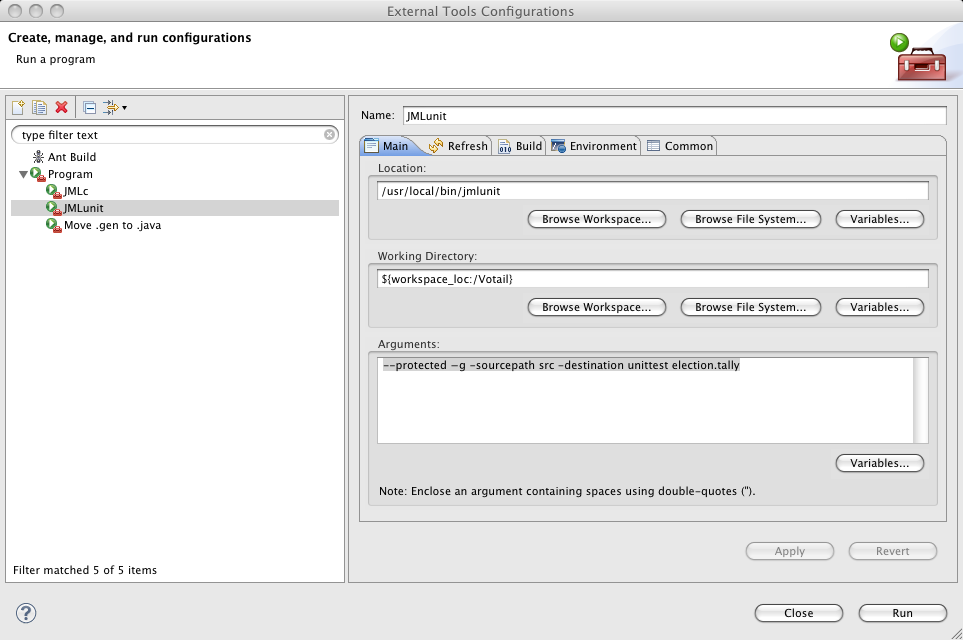 External Tools Configurations
Create, manage, and run configurations
Run a program
type filter text
Ant Build
Program
JMLc
JMLunit
Move .gen to .java
Filter matched 5 of 5 items
Name: JMLunit
Main Refresh Build Environment Common
Location:
/usr/local/bin/jmlunit
Browse Workspace... Browse File System... Variables...
Working Directory:
${workspace_loc:/Votail}
Browse Workspace... Browse File System... Variables...
Arguments:
--protected —g -sourcepath src -destination unittest election.tally
Variables...
Note: Enclose an argument containing spaces using double-quotes (").
Apply Revert
? Close Run